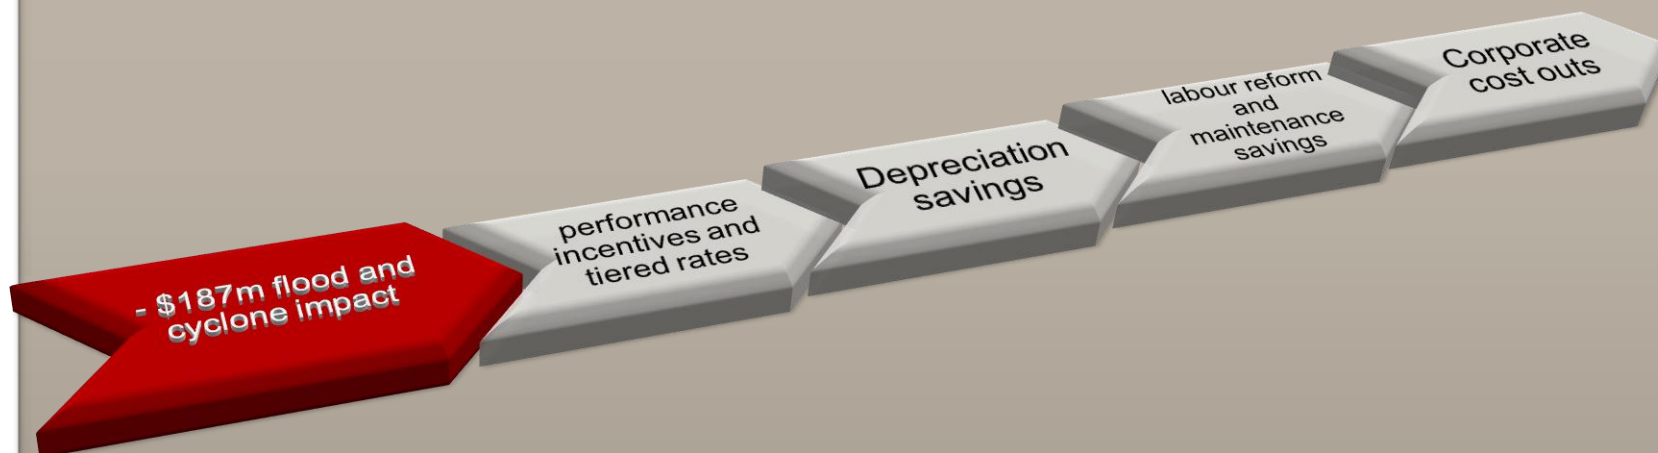 - $187m flood and
cyclone impact
performance
incentives and
tiered rates
Depreciation
savings
labour reform
and
maintenance
savings
Corporate
cost outs